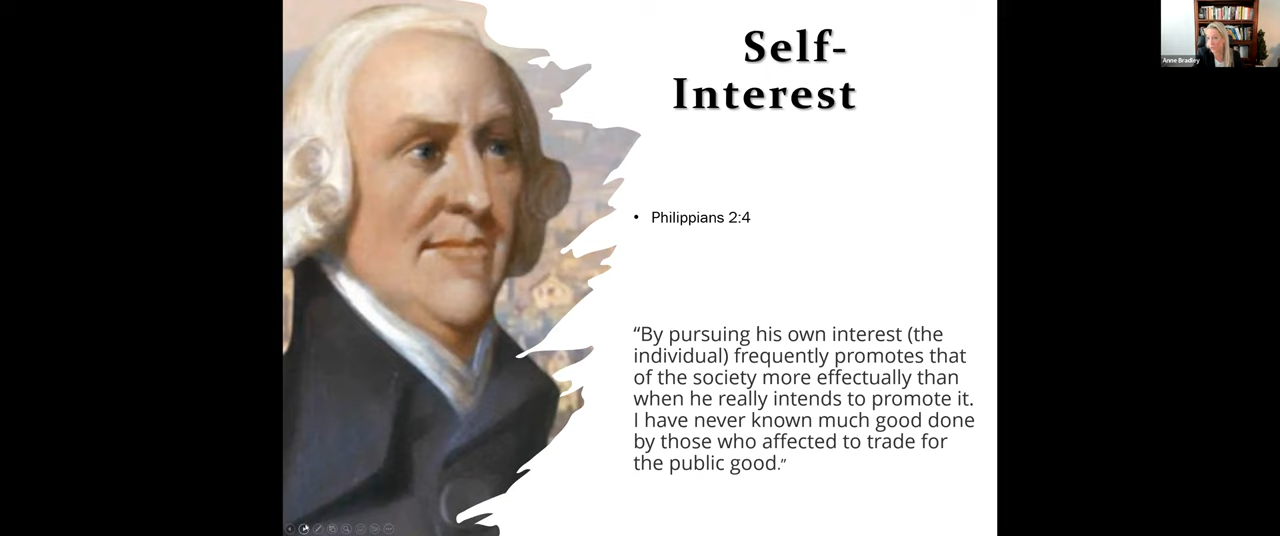 Self-
Interest
Anne Bradley
• Philippians 2:4
“By pursuing his own interest (the
individual) frequently promotes that
of the society more effectually than
when he really intends to promote it.
I have never known much good done
by those who affected to trade for
the public good.”